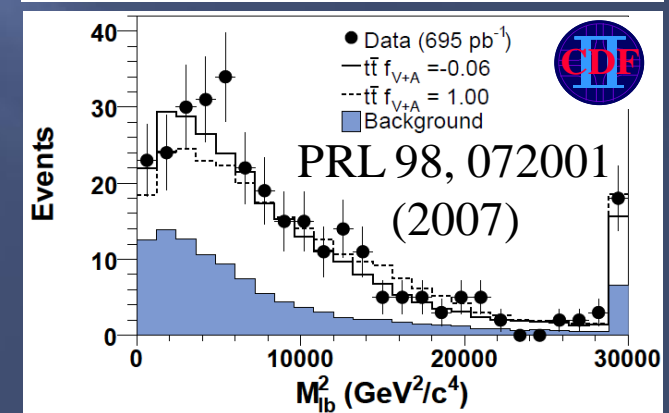 40
30
20
10
0
Events
Data (695 pb⁻¹)
tt̄ f_V+A =-0.06
tt̄ f_V+A = 1.00
Background
II
CDF
PRL 98, 072001
(2007)
0 10000 20000 30000
M²_lb (GeV²/c⁴)